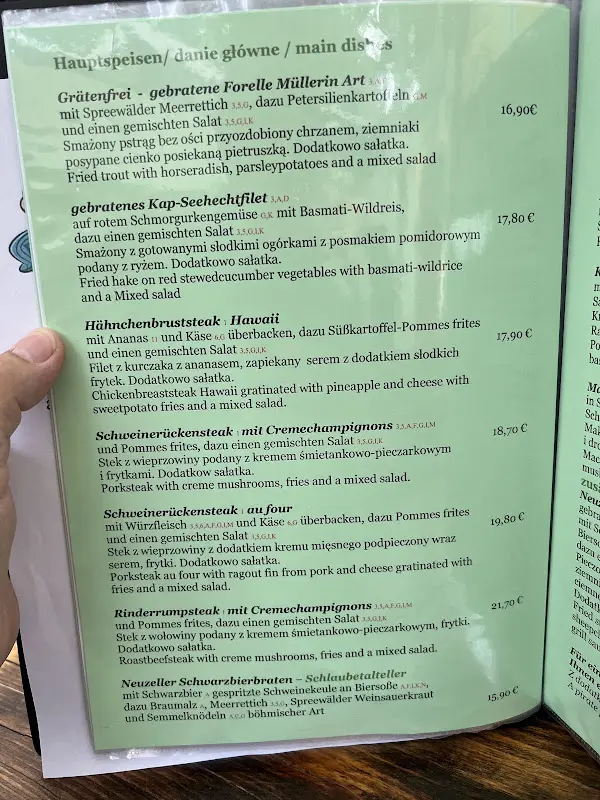 Hauptspeisen/ danie główne / main dishes
Grätenfrei - gebratene Forelle Müllerin Art
mit Spreewälder Meerrettich 3,5,G, dazu Petersilienkartoffeln G,M
und einen gemischten Salat 3,5,G,I,K
16,90€
Smażony pstrąg bez ości przyozdobiony chrzanem, ziemniaki
posypane cienko posiekaną pietruszką. Dodatkowo sałatka.
Fried trout with horseradish, parsleypotatoes and a mixed salad
gebratenes Kap-Seehechtfilet 3,A,D
auf rotem Schmorgurkengemüse G,K mit Basmati-Wildreis,
dazu einen gemischten Salat 3,5,G,I,K
17,80 €
Smażony z gotowanymi słodkimi ogórkami z posmakiem pomidorowym
podany z ryżem. Dodatkowo sałatka.
Fried hake on red stewedcucumber vegetables with basmati-wildrice
and a Mixed salad
Hähnchenbruststeak 1 Hawaii
mit Ananas 11 und Käse 6,G überbacken, dazu Süßkartoffel-Pommes frites
und einen gemischten Salat 3,5,G,I,K
17,90 €
Filet z kurczaka z ananasem, zapiekany serem z dodatkiem słodkich
frytek. Dodatkowo sałatka.
Chickenbreaststeak Hawaii gratinated with pineapple and cheese with
sweetpotato fries and a mixed salad.
Schweinerückensteak 1 mit Cremechampignons 3,5,A,F,G,I,M
und Pommes frites, dazu einen gemischten Salat 3,5,G,I,K
18,70 €
Stek z wieprzowiny podany z kremem śmietankowo-pieczarkowym
i frytkami. Dodatkow sałatka.
Porksteak with creme mushrooms, fries and a mixed salad.
Schweinerückensteak 1 au four
mit Würzfleisch 3,5,6,A,F,G,I,M und Käse 6,G überbacken, dazu Pommes frites
und einen gemischten Salat 3,5,G,I,K
19,80 €
Stek z wieprzowiny z dodatkiem kremu mięsnego podpieczony wraz
serem, frytki. Dodatkowo sałatka.
Porksteak au four with ragout fin from pork and cheese gratinated with
fries and a mixed salad.
Rinderrumpsteak 1 mit Cremechampignons 3,5,A,F,G,I,M
und Pommes frites, dazu einen gemischten Salat 3,5,G,I,K
21,70 €
Stek z wołowiny podany z kremem śmietankowo-pieczarkowym, frytki.
Dodatkowo sałatka.
Roastbeefsteak with creme mushrooms, fries and a mixed salad.
Neuzeller Schwarzbierbraten – Schlaubetalteller
mit Schwarzbier A gespritzte Schweinekeule an Biersoße A,F,I,K,N,
dazu Braumalz A, Meerrettich 3,5,G, Spreewälder Weinsauerkraut
und Semmelknödeln A,C,G böhmischer Art
15,90 €